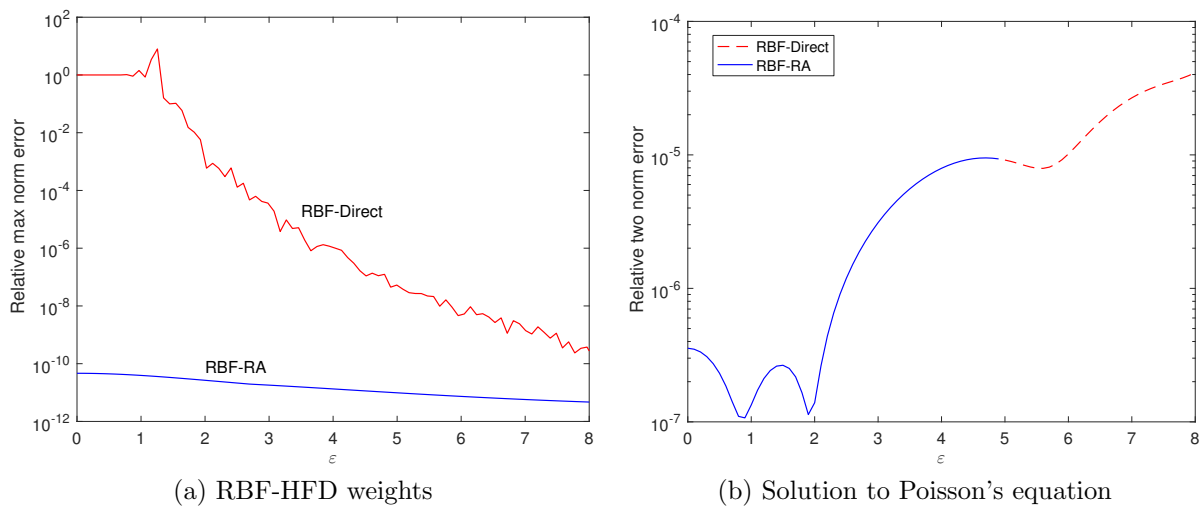 Relative max norm error
10^2
10^0
10^-2
10^-4
10^-6
10^-8
10^-10
10^-12
RBF-Direct
RBF-RA
0 1 2 3 4 5 6 7 8
ε
(a) RBF-HFD weights
Relative two norm error
10^-4
10^-5
10^-6
10^-7
RBF-Direct
RBF-RA
0 1 2 3 4 5 6 7 8
ε
(b) Solution to Poisson's equation